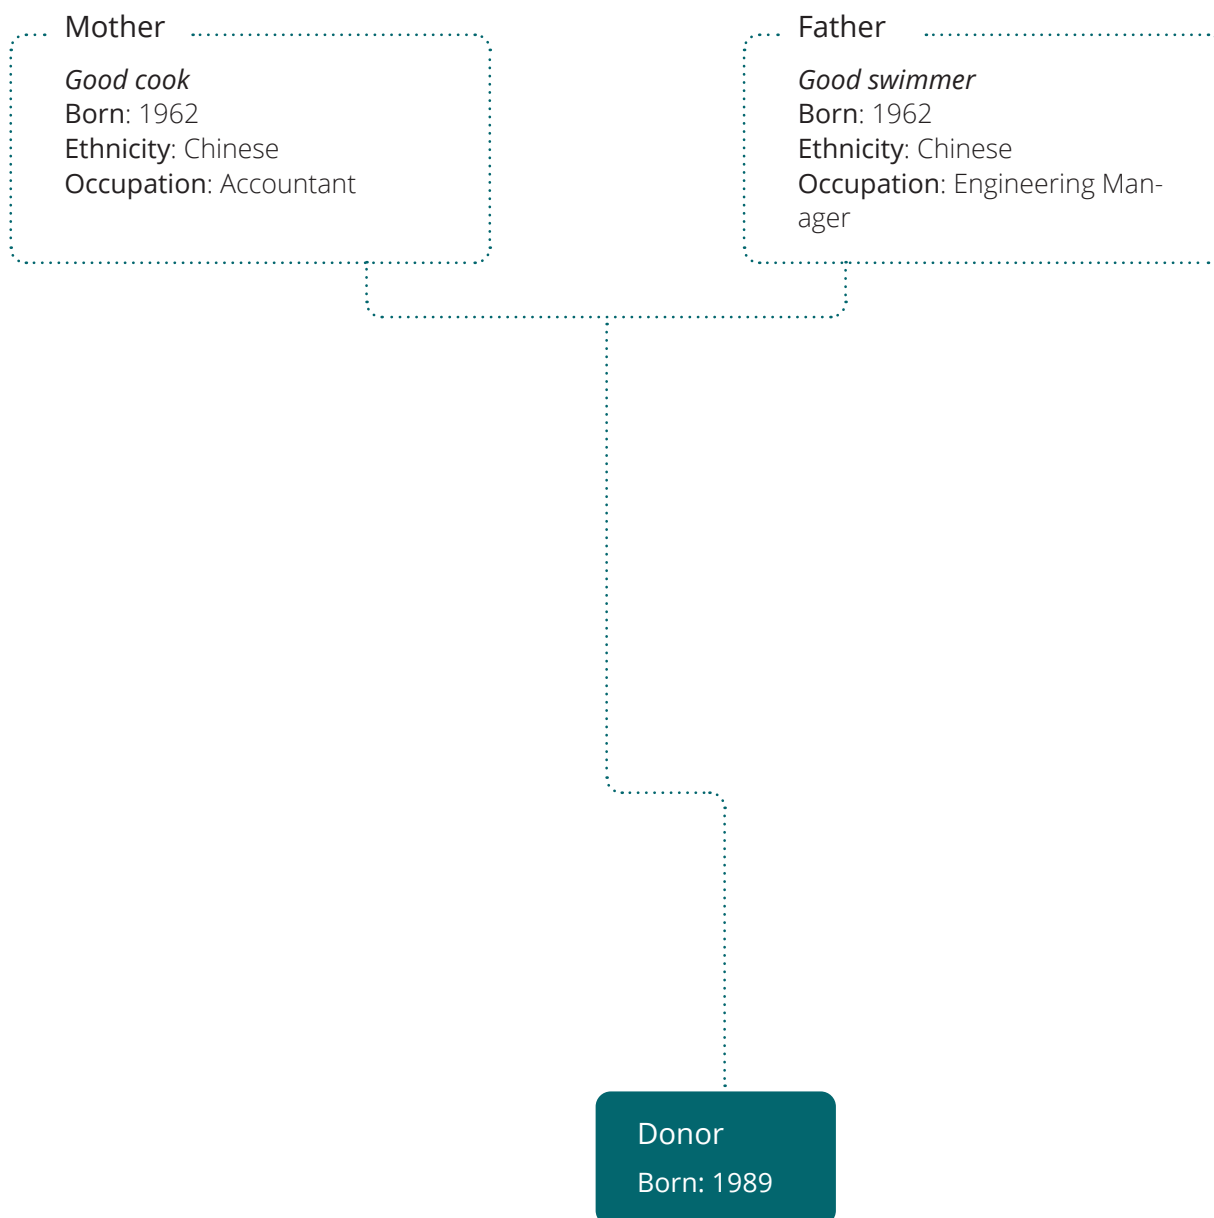 Mother
Good cook
Born: 1962
Ethnicity: Chinese
Occupation: Accountant
Father
Good swimmer
Born: 1962
Ethnicity: Chinese
Occupation: Engineering Man-
ager
Donor
Born: 1989